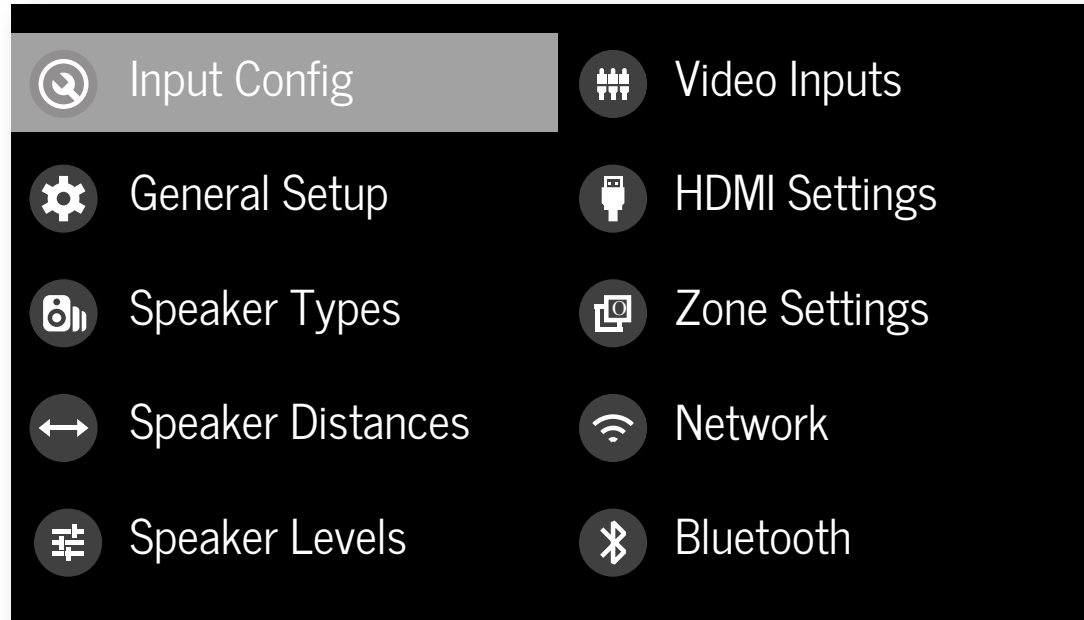 Input Config
General Setup
Speaker Types
Speaker Distances
Speaker Levels
Video Inputs
HDMI Settings
Zone Settings
Network
Bluetooth